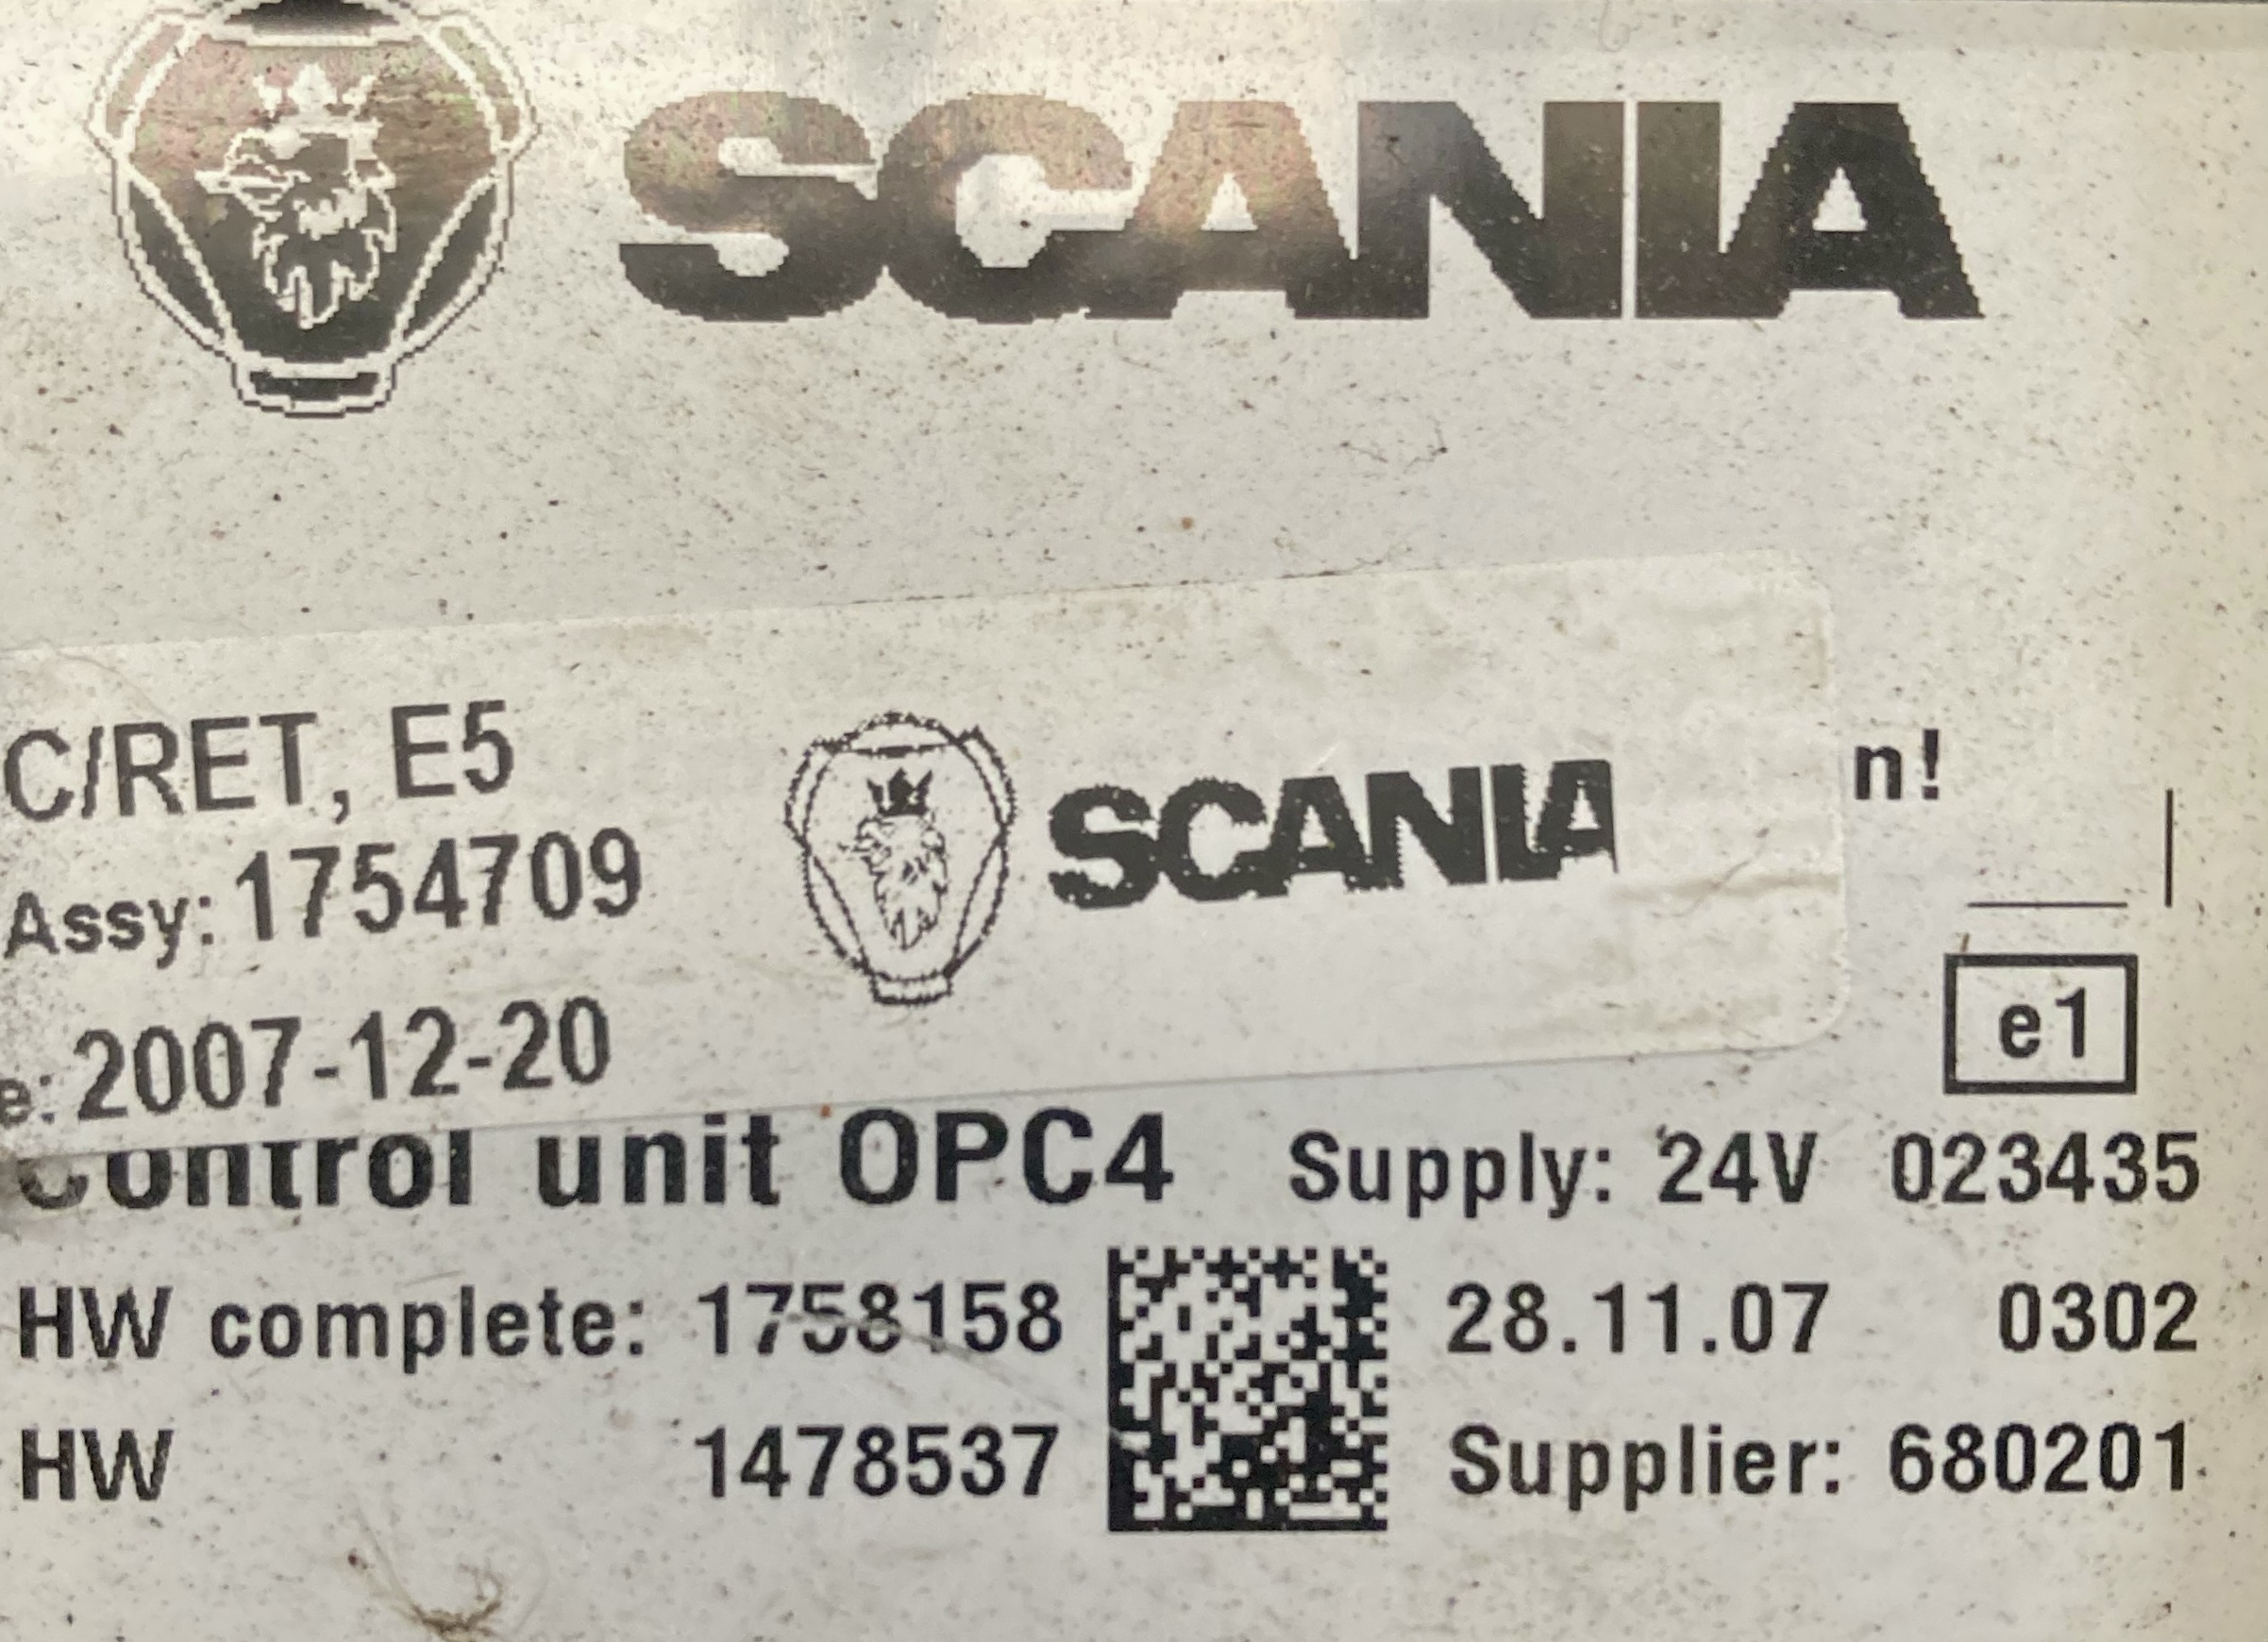 SCANIA
C/RET, E5
Assy: 1754709
SCANIA
n!
e: 2007-12-20
e1
Control unit OPC4 Supply: 24V 023435
HW complete: 1758158 28.11.07 0302
HW 1478537 Supplier: 680201